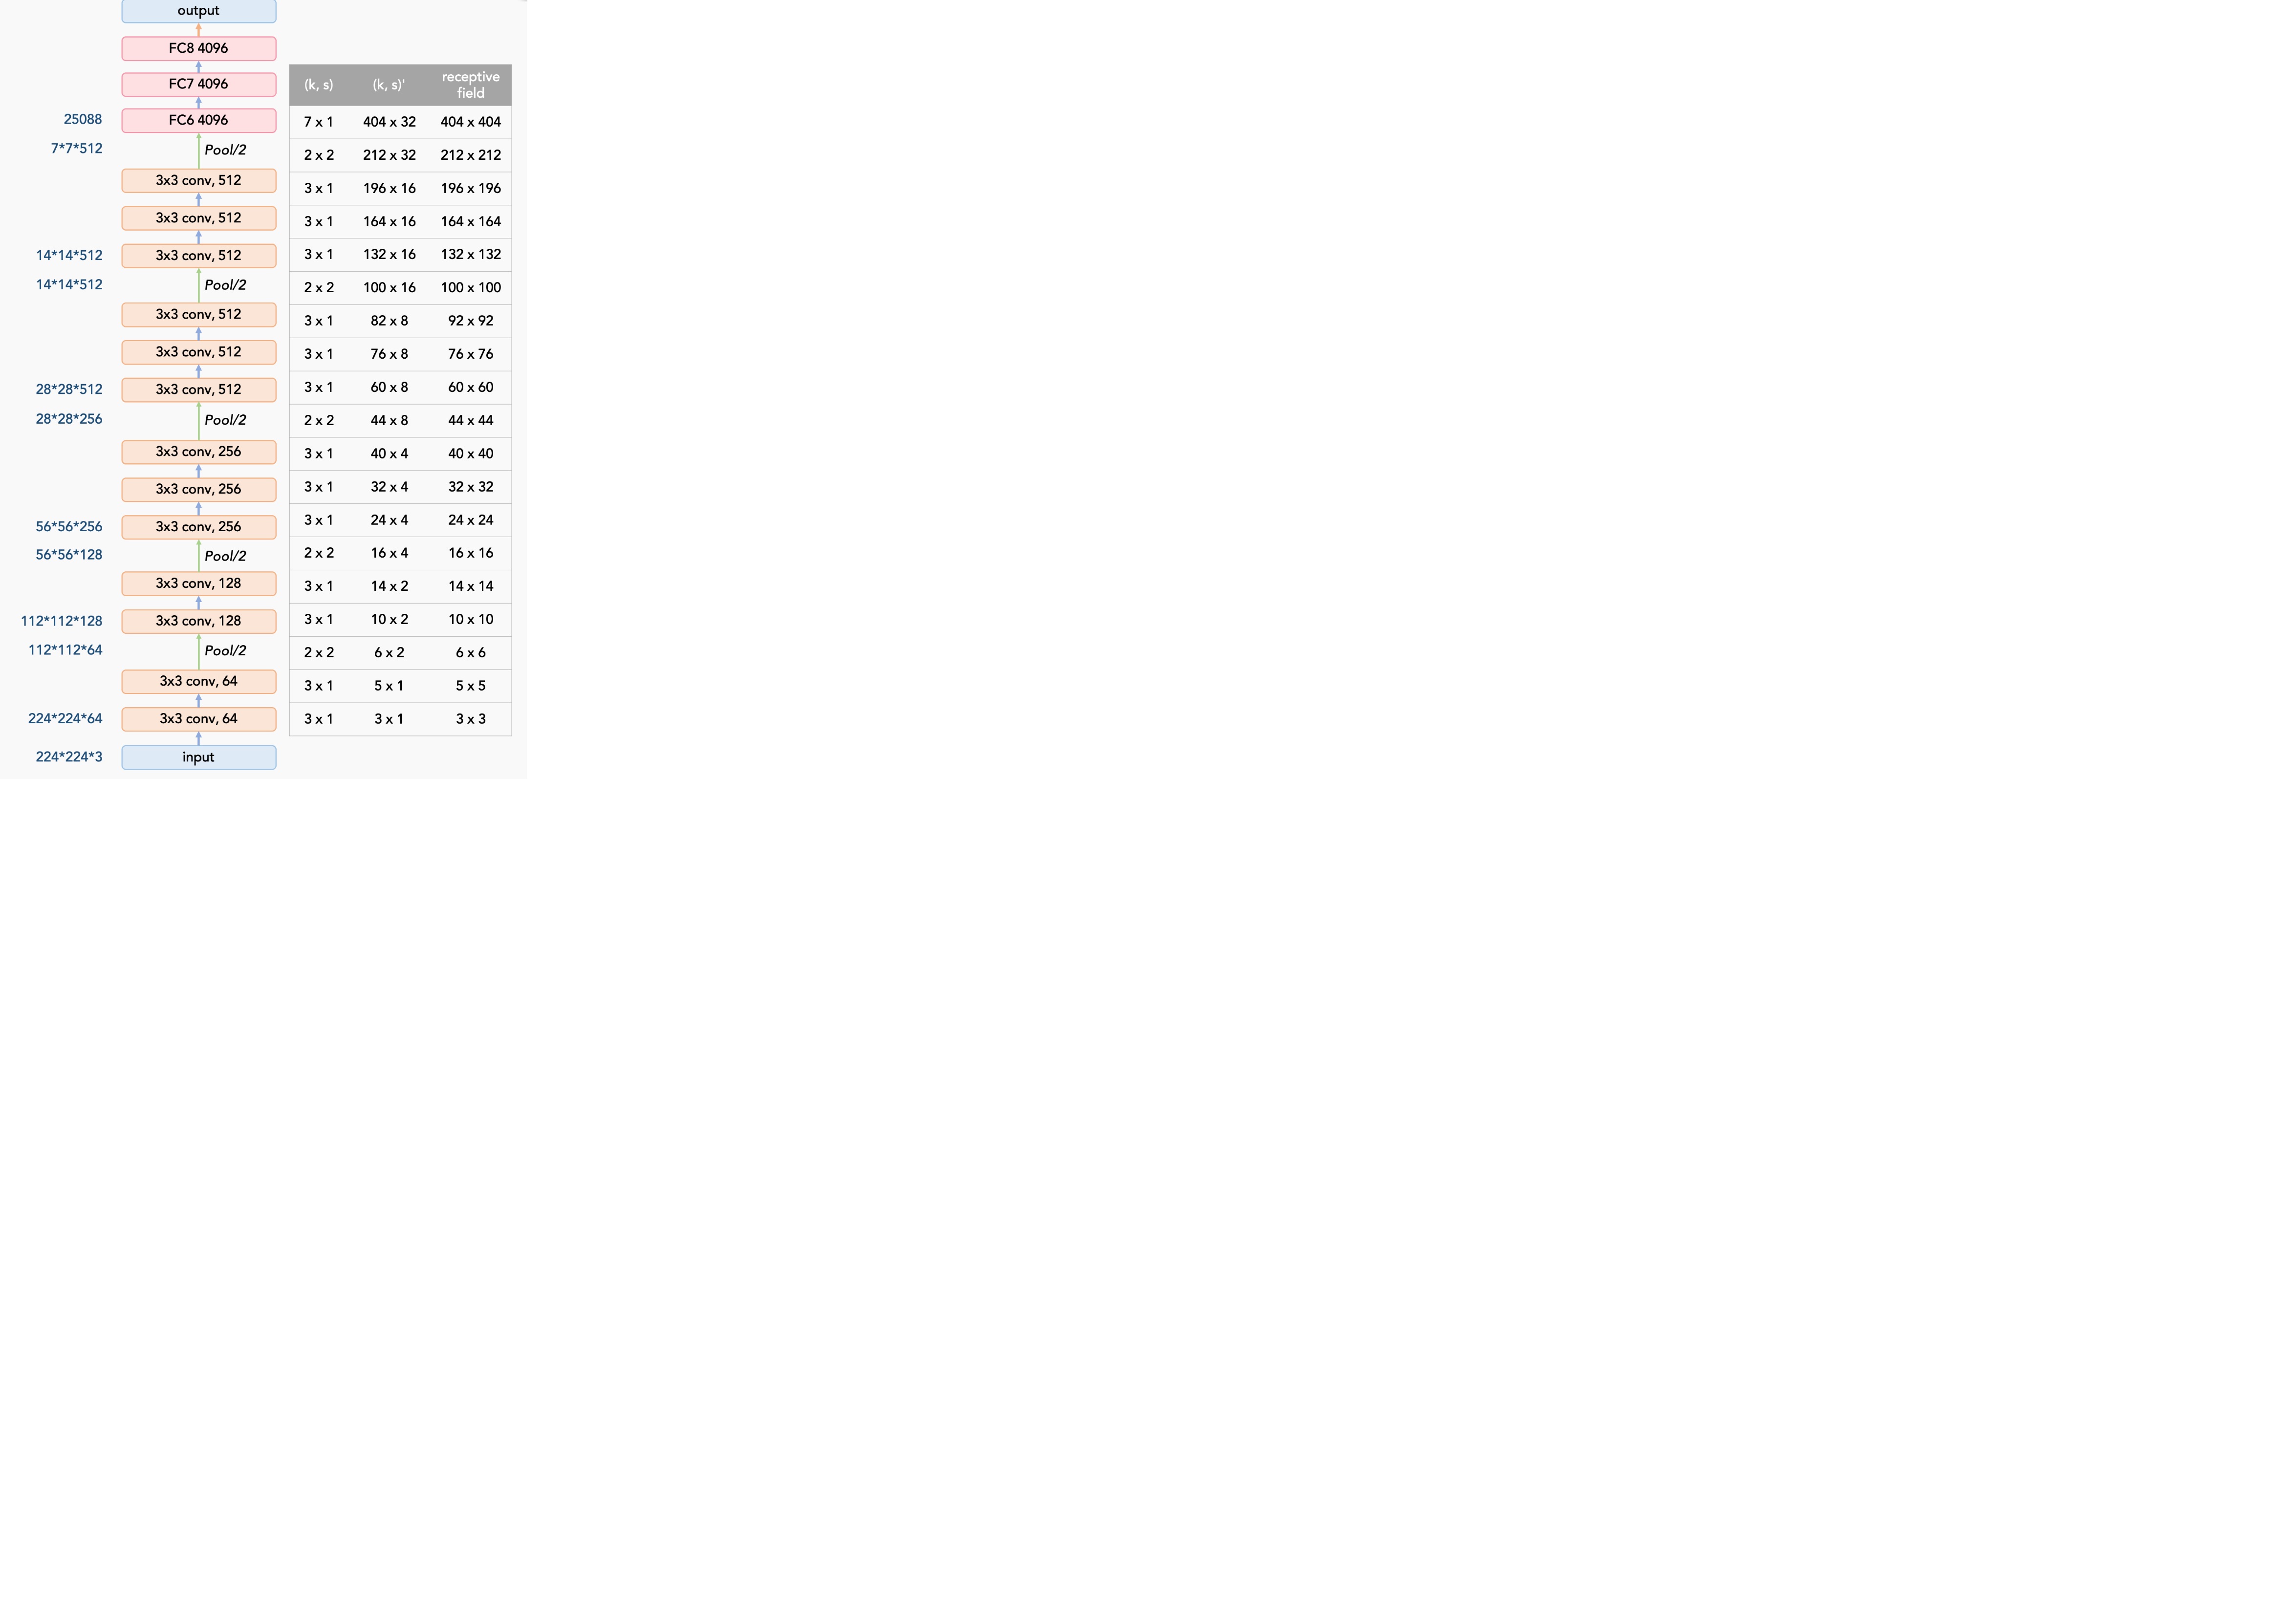 output
FC8 4096
FC7 4096
25088 FC6 4096
7*7*512 Pool/2
3x3 conv, 512
3x3 conv, 512
14*14*512 3x3 conv, 512
14*14*512 Pool/2
3x3 conv, 512
3x3 conv, 512
28*28*512 3x3 conv, 512
28*28*256 Pool/2
3x3 conv, 256
3x3 conv, 256
56*56*256 3x3 conv, 256
56*56*128 Pool/2
3x3 conv, 128
112*112*128 3x3 conv, 128
112*112*64 Pool/2
3x3 conv, 64
224*224*64 3x3 conv, 64
224*224*3 input
(k, s) (k, s)' receptive field
7 x 1 404 x 32 404 x 404
2 x 2 212 x 32 212 x 212
3 x 1 196 x 16 196 x 196
3 x 1 164 x 16 164 x 164
3 x 1 132 x 16 132 x 132
2 x 2 100 x 16 100 x 100
3 x 1 82 x 8 92 x 92
3 x 1 76 x 8 76 x 76
3 x 1 60 x 8 60 x 60
2 x 2 44 x 8 44 x 44
3 x 1 40 x 4 40 x 40
3 x 1 32 x 4 32 x 32
3 x 1 24 x 4 24 x 24
2 x 2 16 x 4 16 x 16
3 x 1 14 x 2 14 x 14
3 x 1 10 x 2 10 x 10
2 x 2 6 x 2 6 x 6
3 x 1 5 x 1 5 x 5
3 x 1 3 x 1 3 x 3